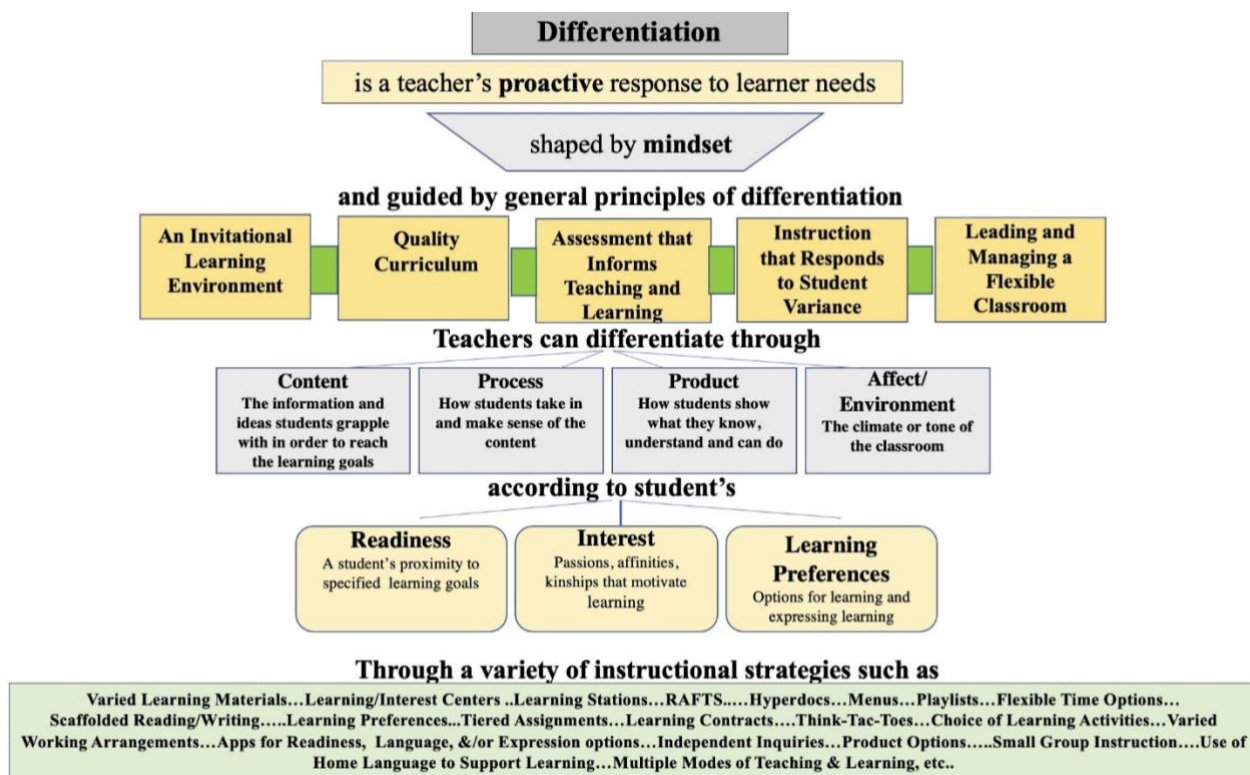 Differentiation
is a teacher's proactive response to learner needs
shaped by mindset
and guided by general principles of differentiation
An Invitational
Learning
Environment
Quality
Curriculum
Assessment that
Informs
Teaching and
Learning
Instruction
that Responds
to Student
Variance
Leading and
Managing a
Flexible
Classroom
Teachers can differentiate through
Content
The information and
ideas students grapple
with in order to reach
the learning goals
Process
How students take in
and make sense of the
content
Product
How students show
what they know,
understand and can do
Affect/
Environment
The climate or tone of
the classroom
according to student's
Readiness
A student's proximity to
specified learning goals
Interest
Passions, affinities,
kinships that motivate
learning
Learning
Preferences
Options for learning and
expressing learning
Through a variety of instructional strategies such as
Varied Learning Materials…Learning/Interest Centers ..Learning Stations…RAFTS..…Hyperdocs…Menus…Playlists…Flexible Time Options…
Scaffolded Reading/Writing…..Learning Preferences...Tiered Assignments…Learning Contracts….Think-Tac-Toes…Choice of Learning Activities…Varied
Working Arrangements…Apps for Readiness, Language, &/or Expression options…Independent Inquiries…Product Options…..Small Group Instruction….Use of
Home Language to Support Learning…Multiple Modes of Teaching & Learning, etc..